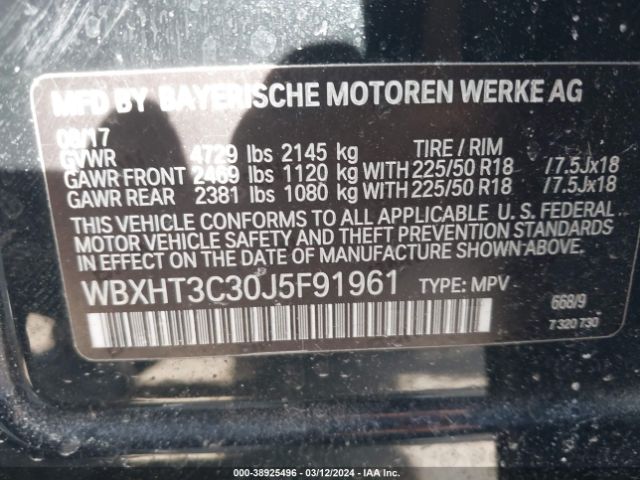 MFD BY BAYERISCHE MOTOREN WERKE AG
08/17
GVWR 4729 lbs 2145 kg TIRE / RIM
GAWR FRONT 2469 lbs 1120 kg WITH 225/50 R18 /7.5Jx18
GAWR REAR 2381 lbs 1080 kg WITH 225/50 R18 /7.5Jx18
THIS VEHICLE CONFORMS TO ALL APPLICABLE U. S. FEDERAL
MOTOR VEHICLE SAFETY AND THEFT PREVENTION STANDARDS
IN EFFECT ON THE DATE OF MANUFACTURE SHOWN ABOVE.
WBXHT3C30J5F91961 TYPE: MPV
668/9
7 320 730
000-38925496 - 03/12/2024 - IAA Inc.